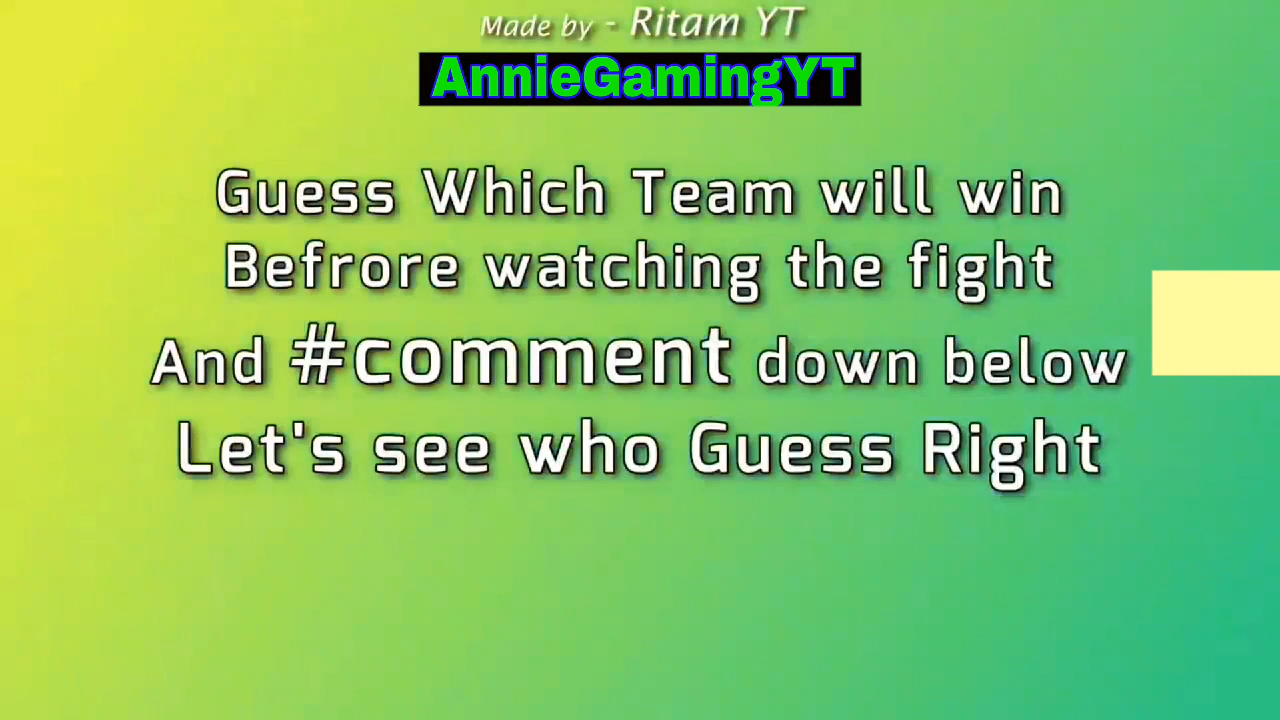 Made by - Ritam YT
AnnieGamingYT
Guess Which Team will win
Befrore watching the fight
And #comment down below
Let's see who Guess Right